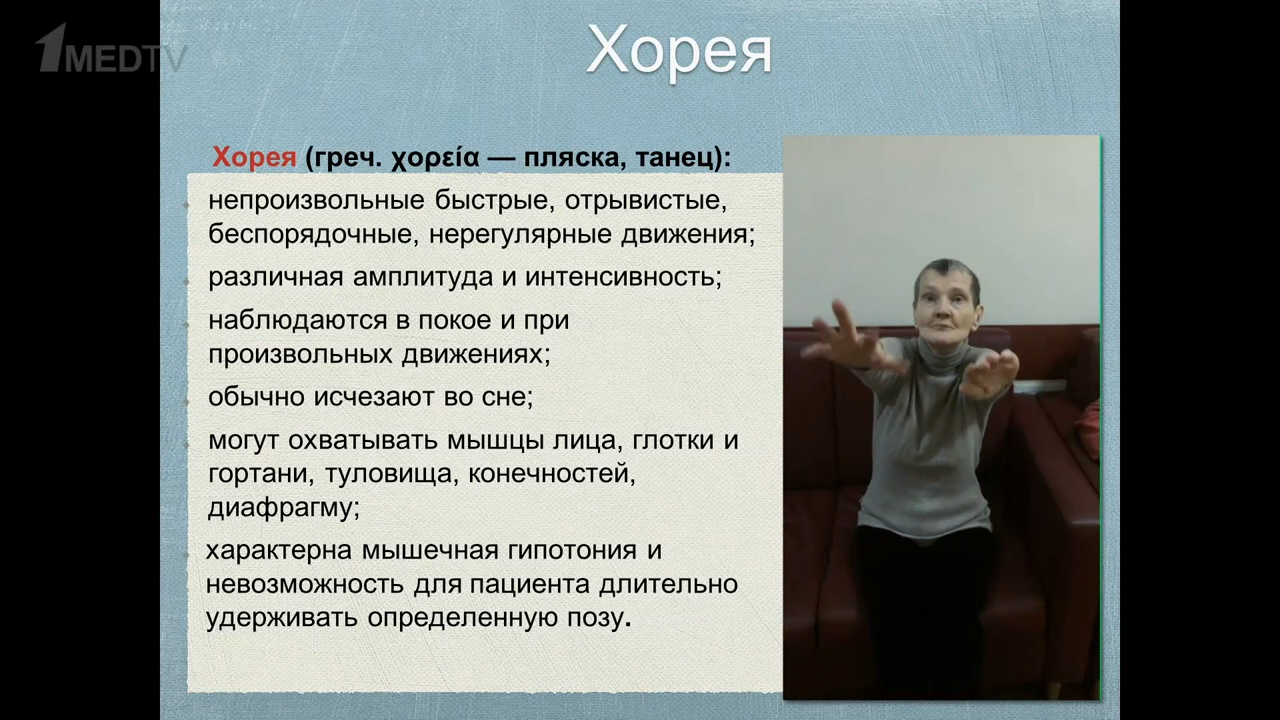 1MEDTV
Хорея
Хорея (греч. χορεία — пляска, танец):
непроизвольные быстрые, отрывистые,
беспорядочные, нерегулярные движения;
различная амплитуда и интенсивность;
наблюдаются в покое и при
произвольных движениях;
обычно исчезают во сне;
могут охватывать мышцы лица, глотки и
гортани, туловища, конечностей,
диафрагму;
характерна мышечная гипотония и
невозможность для пациента длительно
удерживать определенную позу.